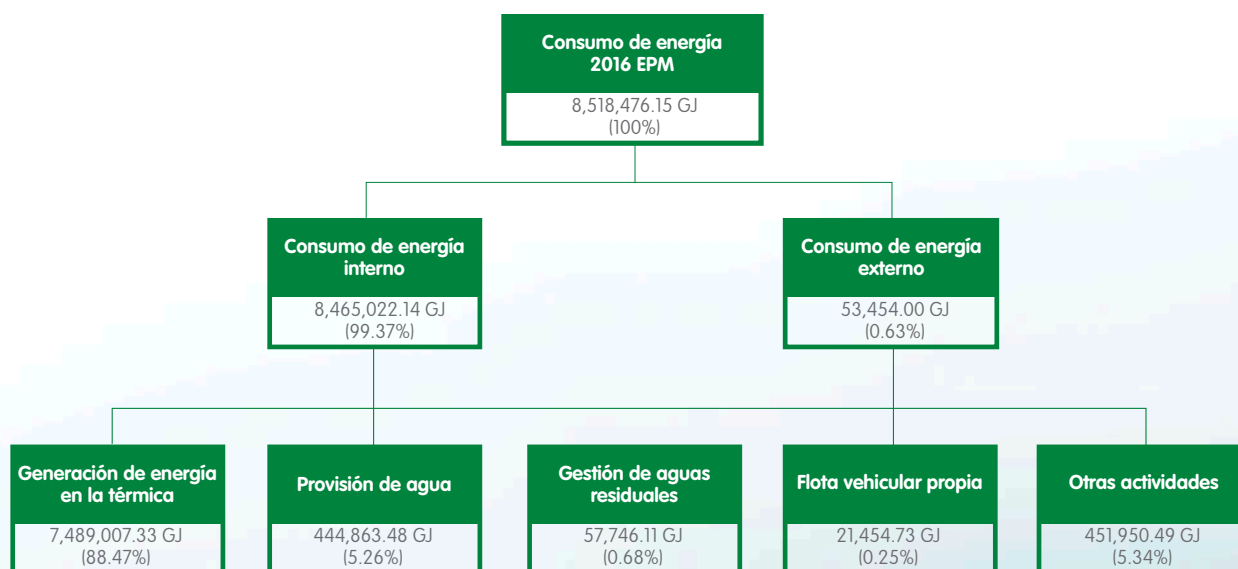 Consumo de energía
2016 EPM
8,518,476.15 GJ
(100%)
Consumo de energía
interno
8,465,022.14 GJ
(99.37%)
Consumo de energía
externo
53,454.00 GJ
(0.63%)
Generación de energía
en la térmica
7,489,007.33 GJ
(88.47%)
Provisión de agua
444,863.48 GJ
(5.26%)
Gestión de aguas
residuales
57,746.11 GJ
(0.68%)
Flota vehicular propia
21,454.73 GJ
(0.25%)
Otras actividades
451,950.49 GJ
(5.34%)